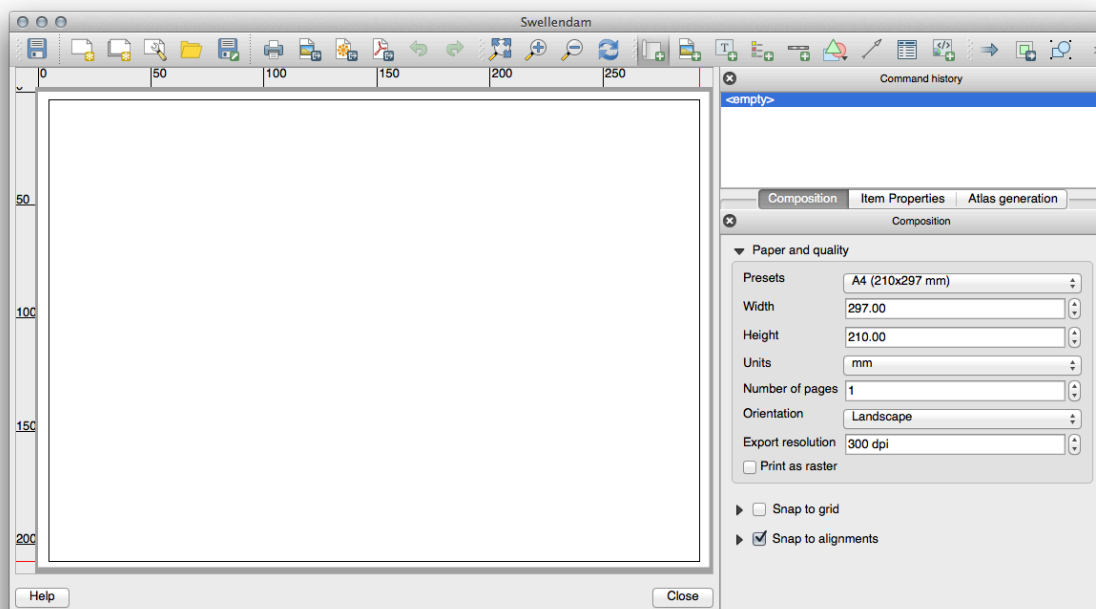 Swellendam
0 50 100 150 200 250
Command history
<empty>
0
50
100
150
200
Composition Item Properties Atlas generation
Composition
Paper and quality
Presets A4 (210x297 mm)
Width 297.00
Height 210.00
Units mm
Number of pages 1
Orientation Landscape
Export resolution 300 dpi
Print as raster
Snap to grid
Snap to alignments
Help Close